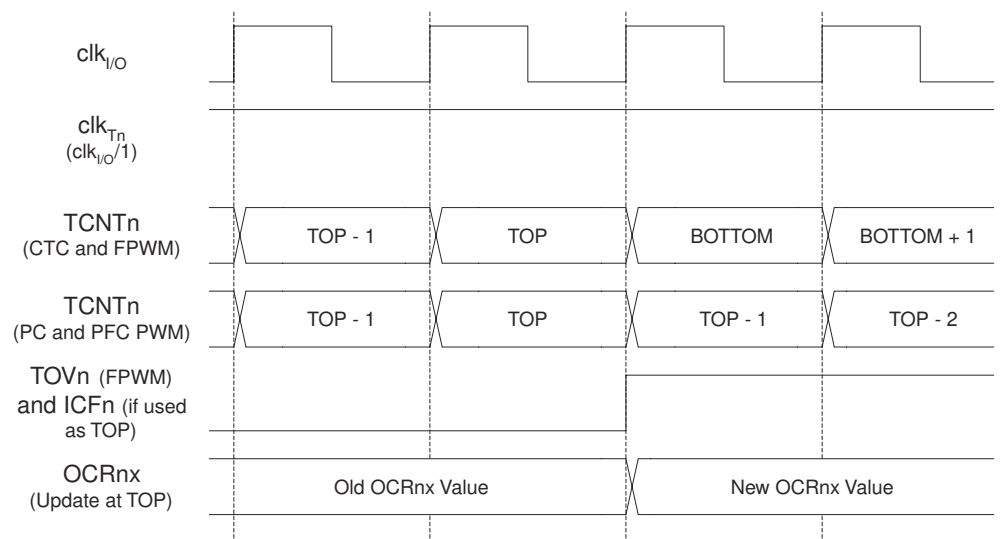 clkI/O
clkTn
(clkI/O/1)
TCNTn
(CTC and FPWM)
TOP - 1 TOP BOTTOM BOTTOM + 1
TCNTn
(PC and PFC PWM)
TOP - 1 TOP TOP - 1 TOP - 2
TOVn (FPWM)
and ICFn (if used
as TOP)
OCRnx
(Update at TOP)
Old OCRnx Value New OCRnx Value